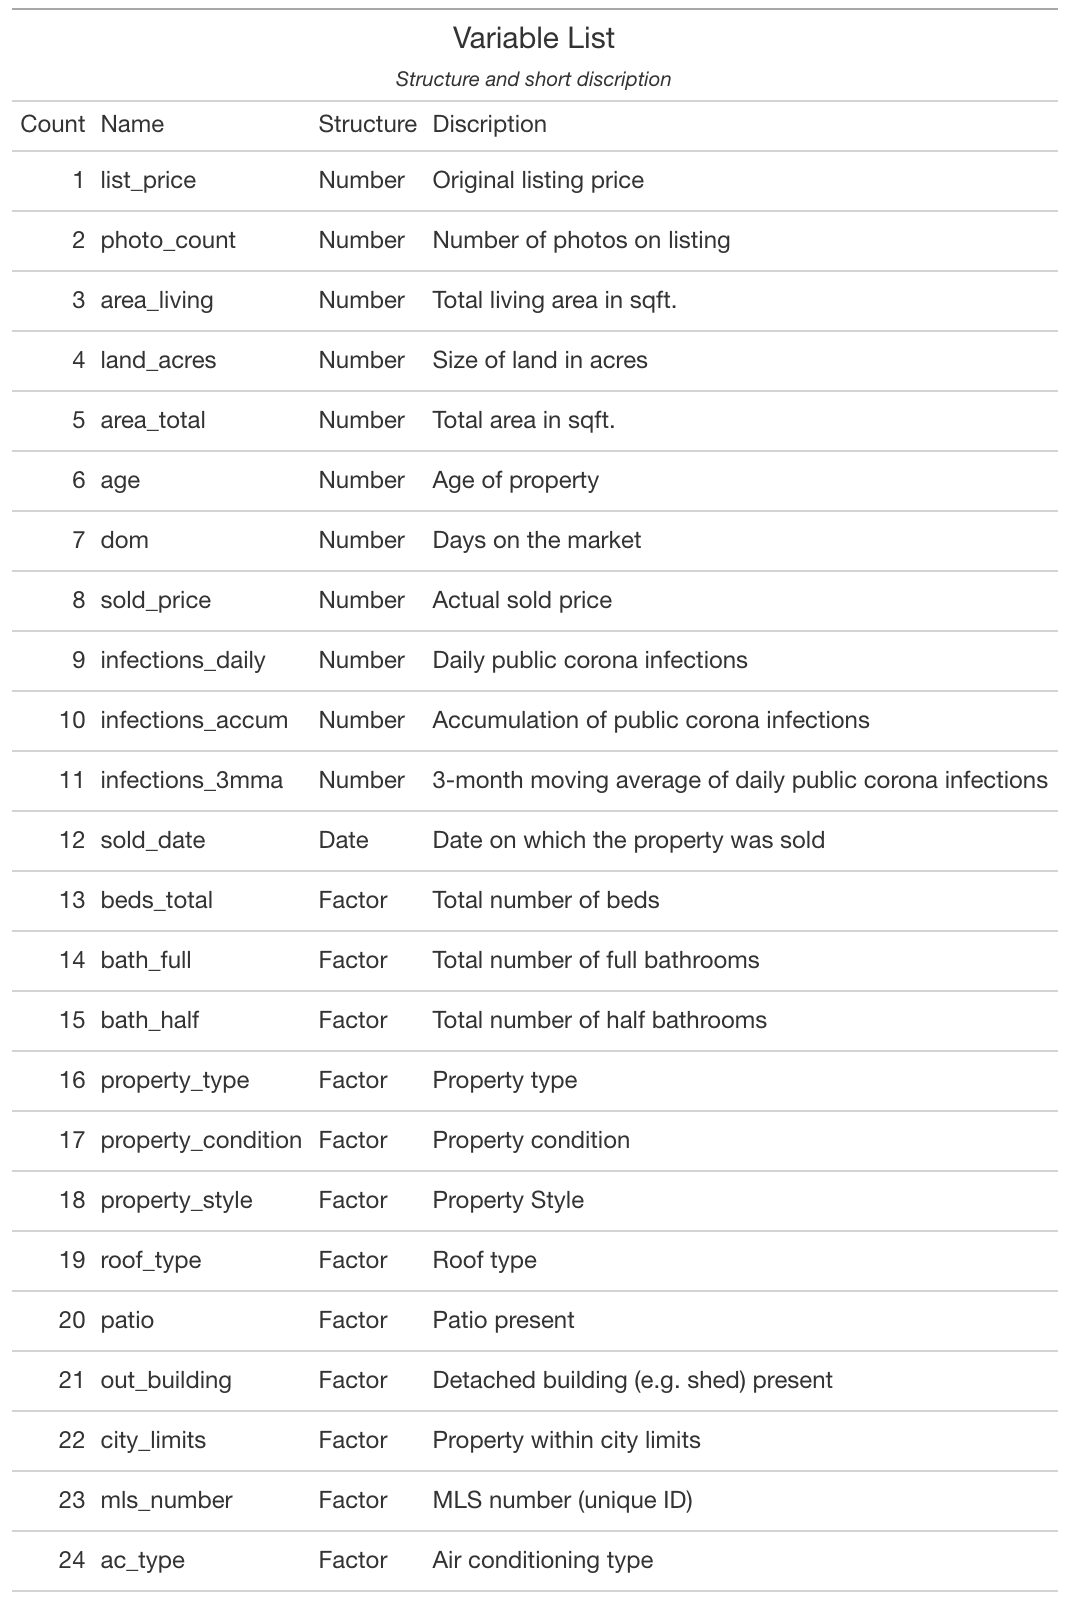 Variable List
Structure and short discription
Count Name Structure Discription
1 list_price Number Original listing price
2 photo_count Number Number of photos on listing
3 area_living Number Total living area in sqft.
4 land_acres Number Size of land in acres
5 area_total Number Total area in sqft.
6 age Number Age of property
7 dom Number Days on the market
8 sold_price Number Actual sold price
9 infections_daily Number Daily public corona infections
10 infections_accum Number Accumulation of public corona infections
11 infections_3mma Number 3-month moving average of daily public corona infections
12 sold_date Date Date on which the property was sold
13 beds_total Factor Total number of beds
14 bath_full Factor Total number of full bathrooms
15 bath_half Factor Total number of half bathrooms
16 property_type Factor Property type
17 property_condition Factor Property condition
18 property_style Factor Property Style
19 roof_type Factor Roof type
20 patio Factor Patio present
21 out_building Factor Detached building (e.g. shed) present
22 city_limits Factor Property within city limits
23 mls_number Factor MLS number (unique ID)
24 ac_type Factor Air conditioning type